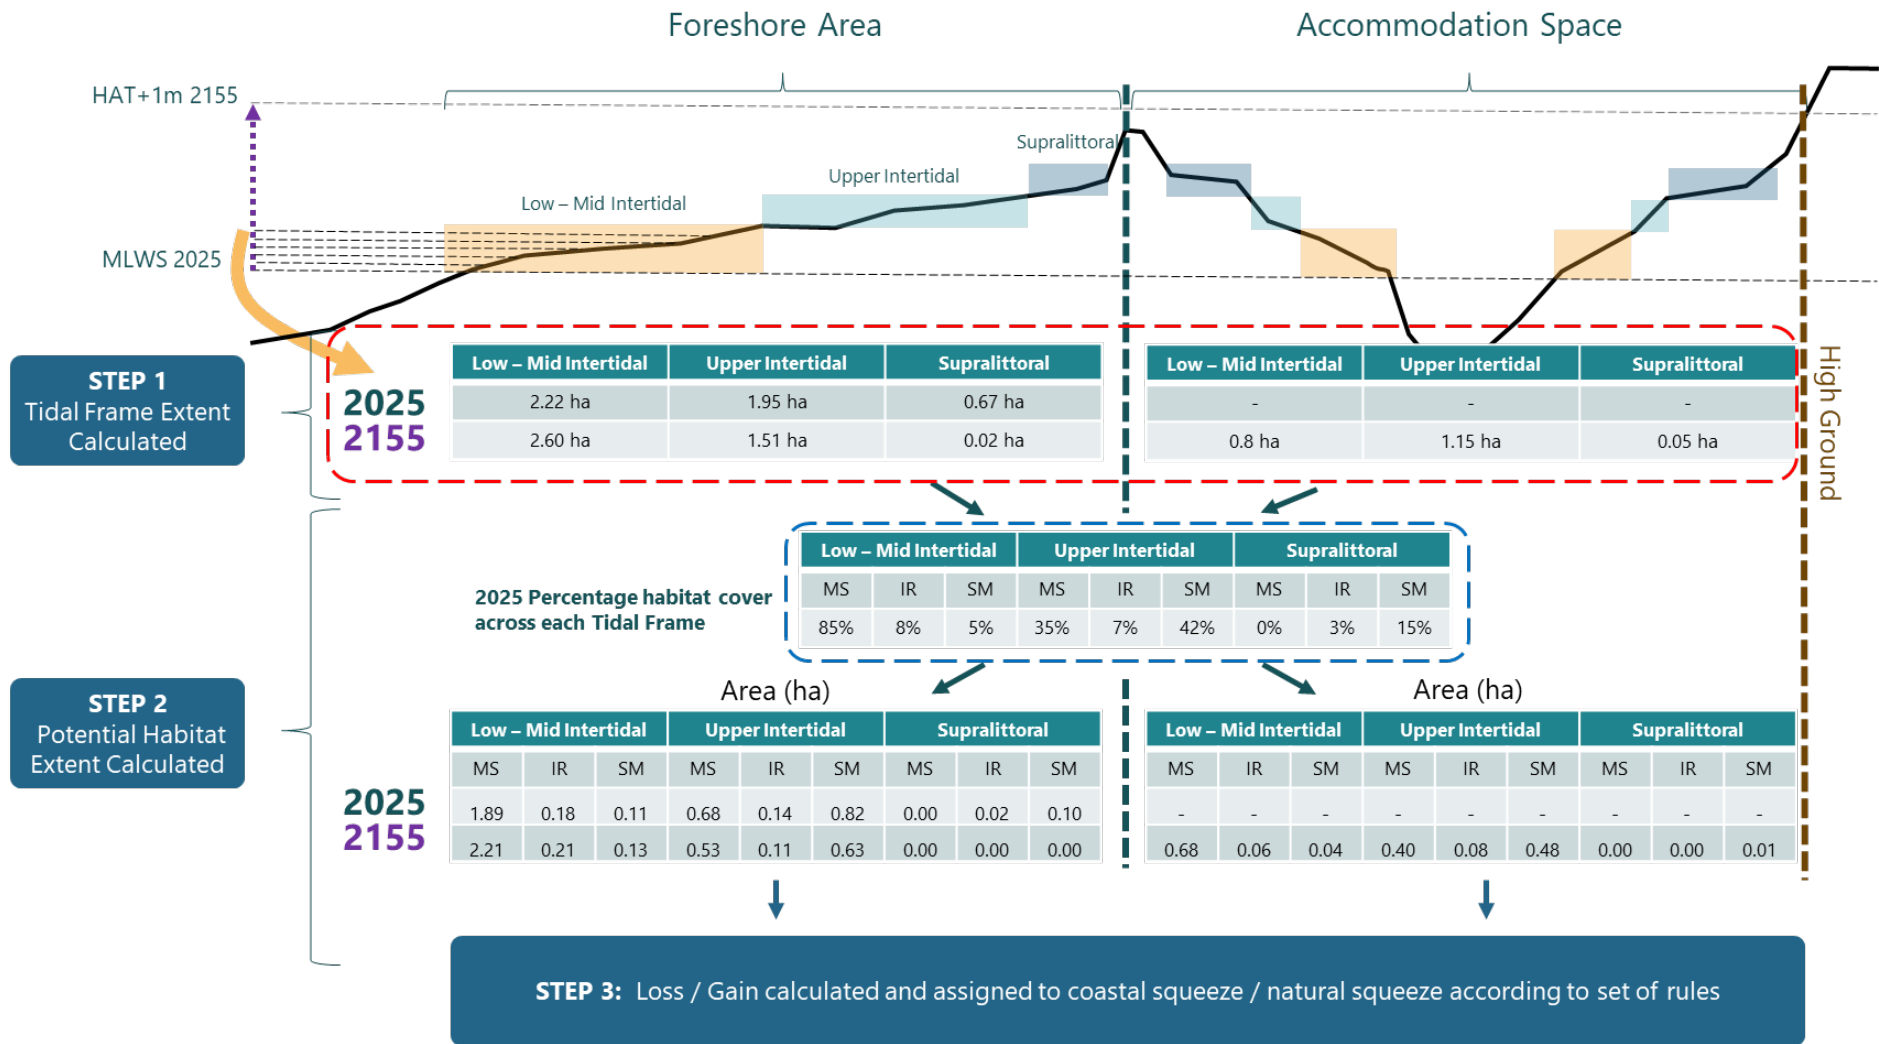 Foreshore Area
Accommodation Space
HAT+1m 2155
Supralittoral
Upper Intertidal
Low – Mid Intertidal
MLWS 2025
High Ground
STEP 1
Tidal Frame Extent
Calculated
2025
2155
Low – Mid Intertidal Upper Intertidal Supralittoral
2.22 ha 1.95 ha 0.67 ha
2.60 ha 1.51 ha 0.02 ha
Low – Mid Intertidal Upper Intertidal Supralittoral
- - -
0.8 ha 1.15 ha 0.05 ha
2025 Percentage habitat cover
across each Tidal Frame
Low – Mid Intertidal Upper Intertidal Supralittoral
MS IR SM MS IR SM MS IR SM
85% 8% 5% 35% 7% 42% 0% 3% 15%
STEP 2
Potential Habitat
Extent Calculated
2025
2155
Area (ha)
Low – Mid Intertidal Upper Intertidal Supralittoral
MS IR SM MS IR SM MS IR SM
1.89 0.18 0.11 0.68 0.14 0.82 0.00 0.02 0.10
2.21 0.21 0.13 0.53 0.11 0.63 0.00 0.00 0.00
Area (ha)
Low – Mid Intertidal Upper Intertidal Supralittoral
MS IR SM MS IR SM MS IR SM
- - - - - - - - -
0.68 0.06 0.04 0.40 0.08 0.48 0.00 0.00 0.01
STEP 3: Loss / Gain calculated and assigned to coastal squeeze / natural squeeze according to set of rules